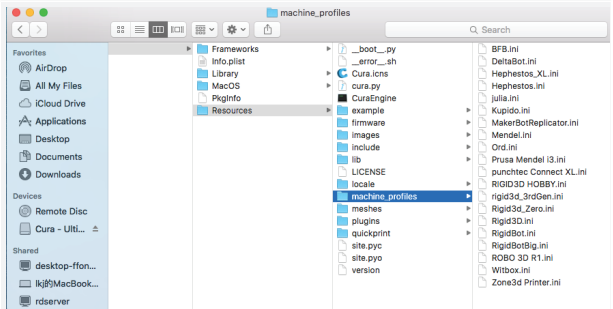 machine_profiles
Search
Favorites
AirDrop
All My Files
iCloud Drive
Applications
Desktop
Documents
Downloads
Devices
Remote Disc
Cura - Ulti...
Shared
desktop-ffon...
lkj的MacBook...
rdserver
Frameworks
Info.plist
Library
MacOS
PkgInfo
Resources
__boot__.py
__error__.sh
Cura.icns
cura.py
CuraEngine
example
firmware
images
include
lib
LICENSE
locale
machine_profiles
meshes
plugins
quickprint
site.pyc
site.pyo
version
BFB.ini
DeltaBot.ini
Hephestos_XL.ini
Hephestos.ini
julia.ini
Kupido.ini
MakerBotReplicator.ini
Mendel.ini
Ord.ini
Prusa Mendel i3.ini
punchtec Connect XL.ini
RIGID3D HOBBY.ini
rigid3d_3rdGen.ini
Rigid3d_Zero.ini
Rigid3D.ini
RigidBot.ini
RigidBotBig.ini
ROBO 3D R1.ini
Witbox.ini
Zone3d Printer.ini